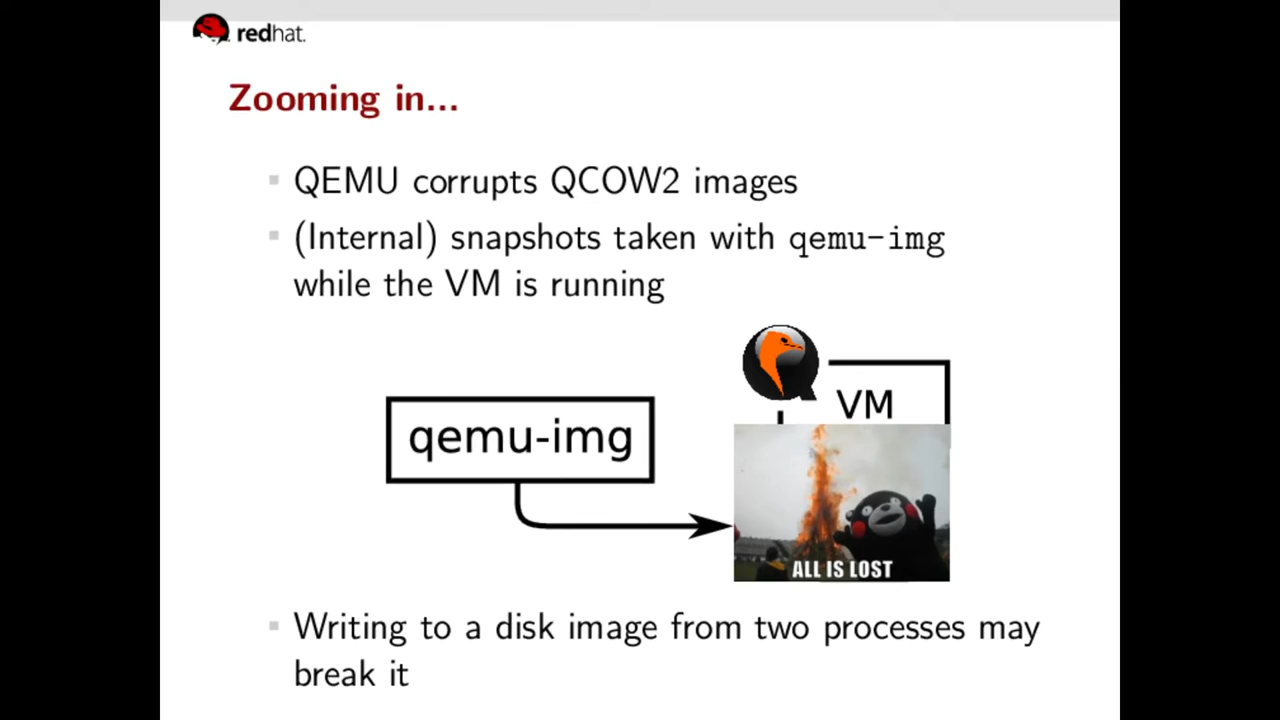 redhat.
Zooming in...
QEMU corrupts QCOW2 images
(Internal) snapshots taken with qemu-img
while the VM is running
VM
qemu-img
ALL IS LOST
Writing to a disk image from two processes may
break it